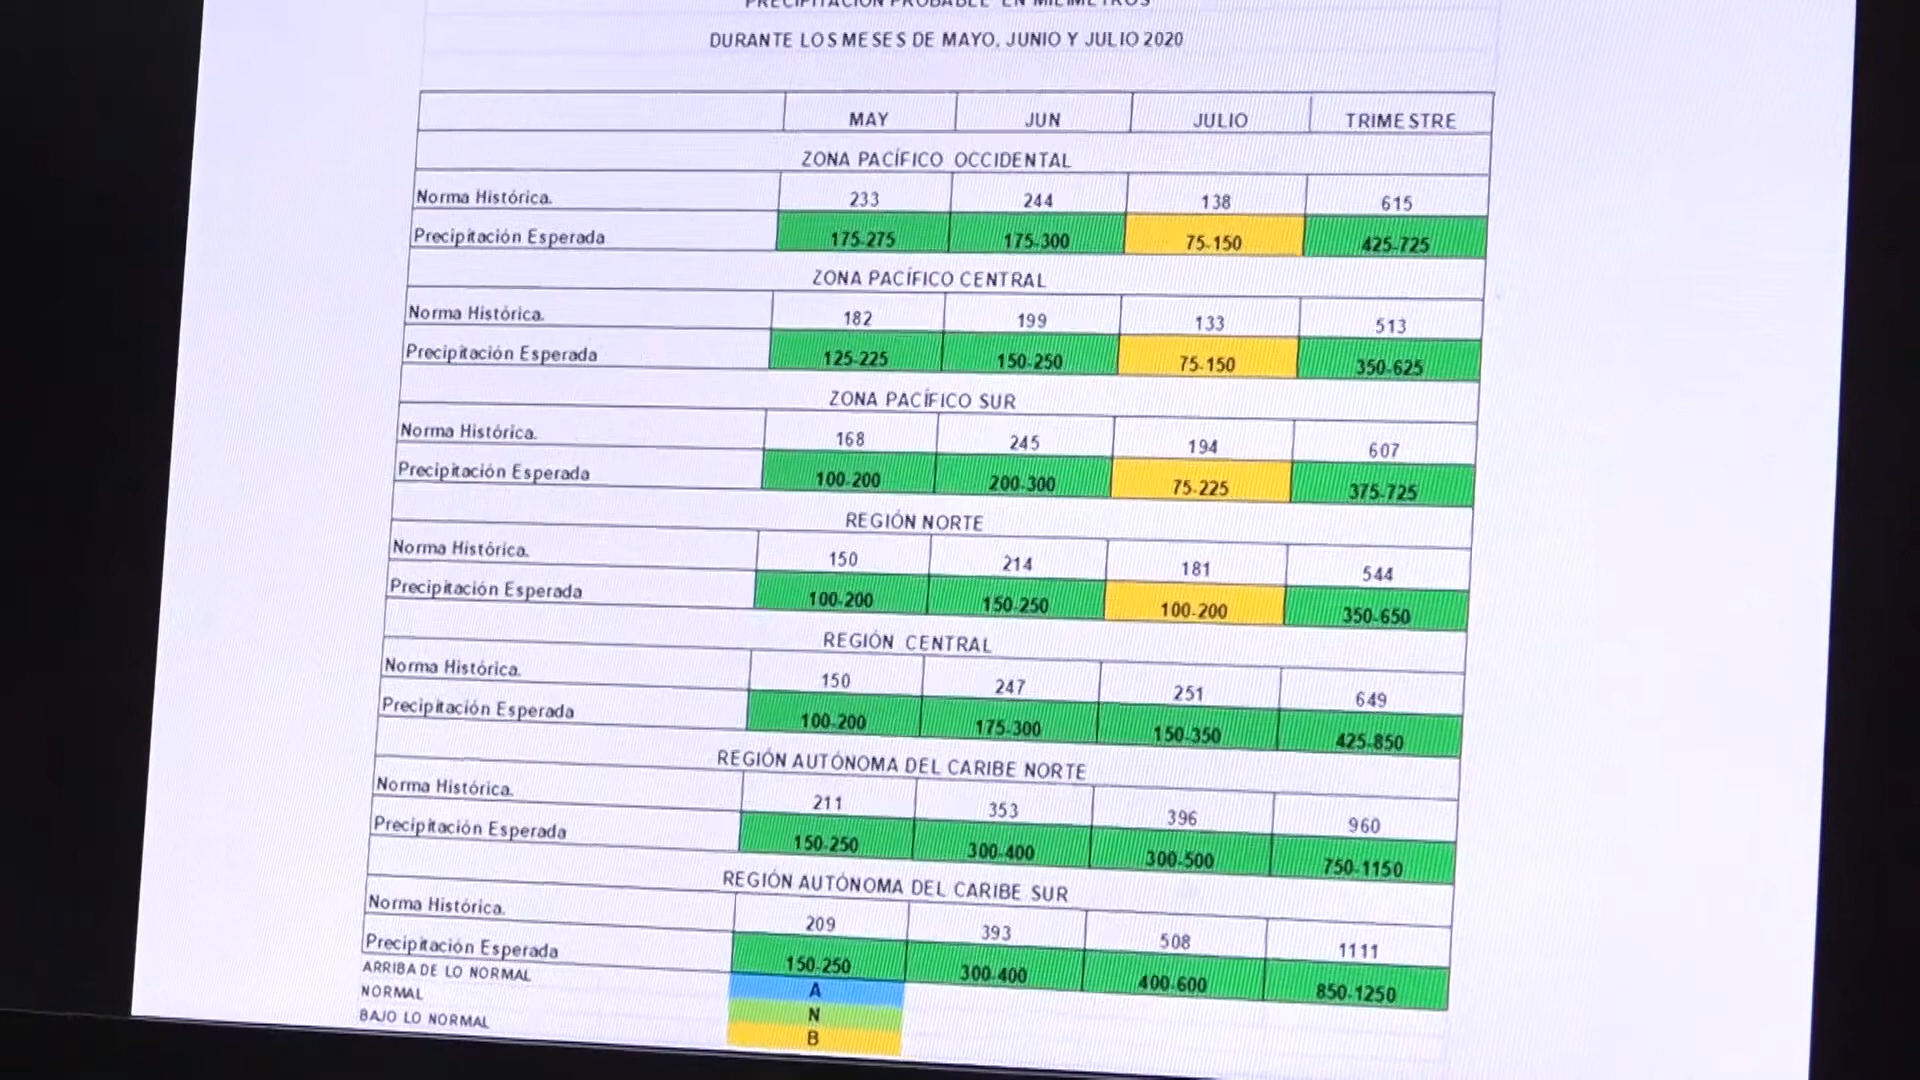 PRECIPITACIÓN PROBABLE EN MILIMETROS
DURANTE LOS MESES DE MAYO, JUNIO Y JULIO 2020
MAY JUN JULIO TRIMESTRE
ZONA PACÍFICO OCCIDENTAL
Norma Histórica. 233 244 138 615
Precipitación Esperada 175-275 175-300 75-150 425-725
ZONA PACÍFICO CENTRAL
Norma Histórica. 182 199 133 513
Precipitación Esperada 125-225 150-250 75-150 350-625
ZONA PACÍFICO SUR
Norma Histórica. 168 245 194 607
Precipitación Esperada 100-200 200-300 75-225 375-725
REGIÓN NORTE
Norma Histórica. 150 214 181 544
Precipitación Esperada 100-200 150-250 100-200 350-650
REGIÓN CENTRAL
Norma Histórica. 150 247 251 649
Precipitación Esperada 100-200 175-300 150-350 425-850
REGIÓN AUTÓNOMA DEL CARIBE NORTE
Norma Histórica. 211 353 396 960
Precipitación Esperada 150-250 300-400 300-500 750-1150
REGIÓN AUTÓNOMA DEL CARIBE SUR
Norma Histórica. 209 393 508 1111
Precipitación Esperada 150-250 300-400 400-600 850-1250
ARRIBA DE LO NORMAL A
NORMAL N
BAJO LO NORMAL B